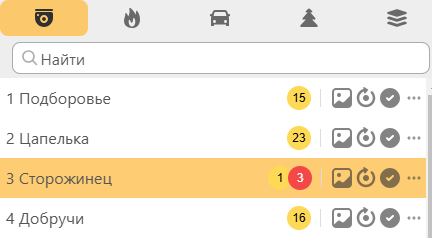 Найти
1 Подборовье 15
2 Цапелька 23
3 Сторожинец 1 3
4 Добручи 16